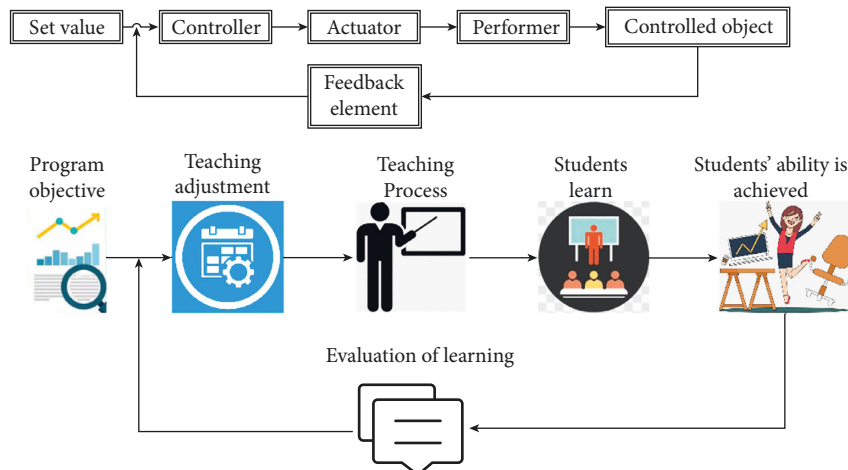 Set value
Controller
Actuator
Performer
Controlled object
Feedback
element
Program
objective
Teaching
adjustment
Teaching
Process
Students
learn
Students’ ability is
achieved
Evaluation of learning